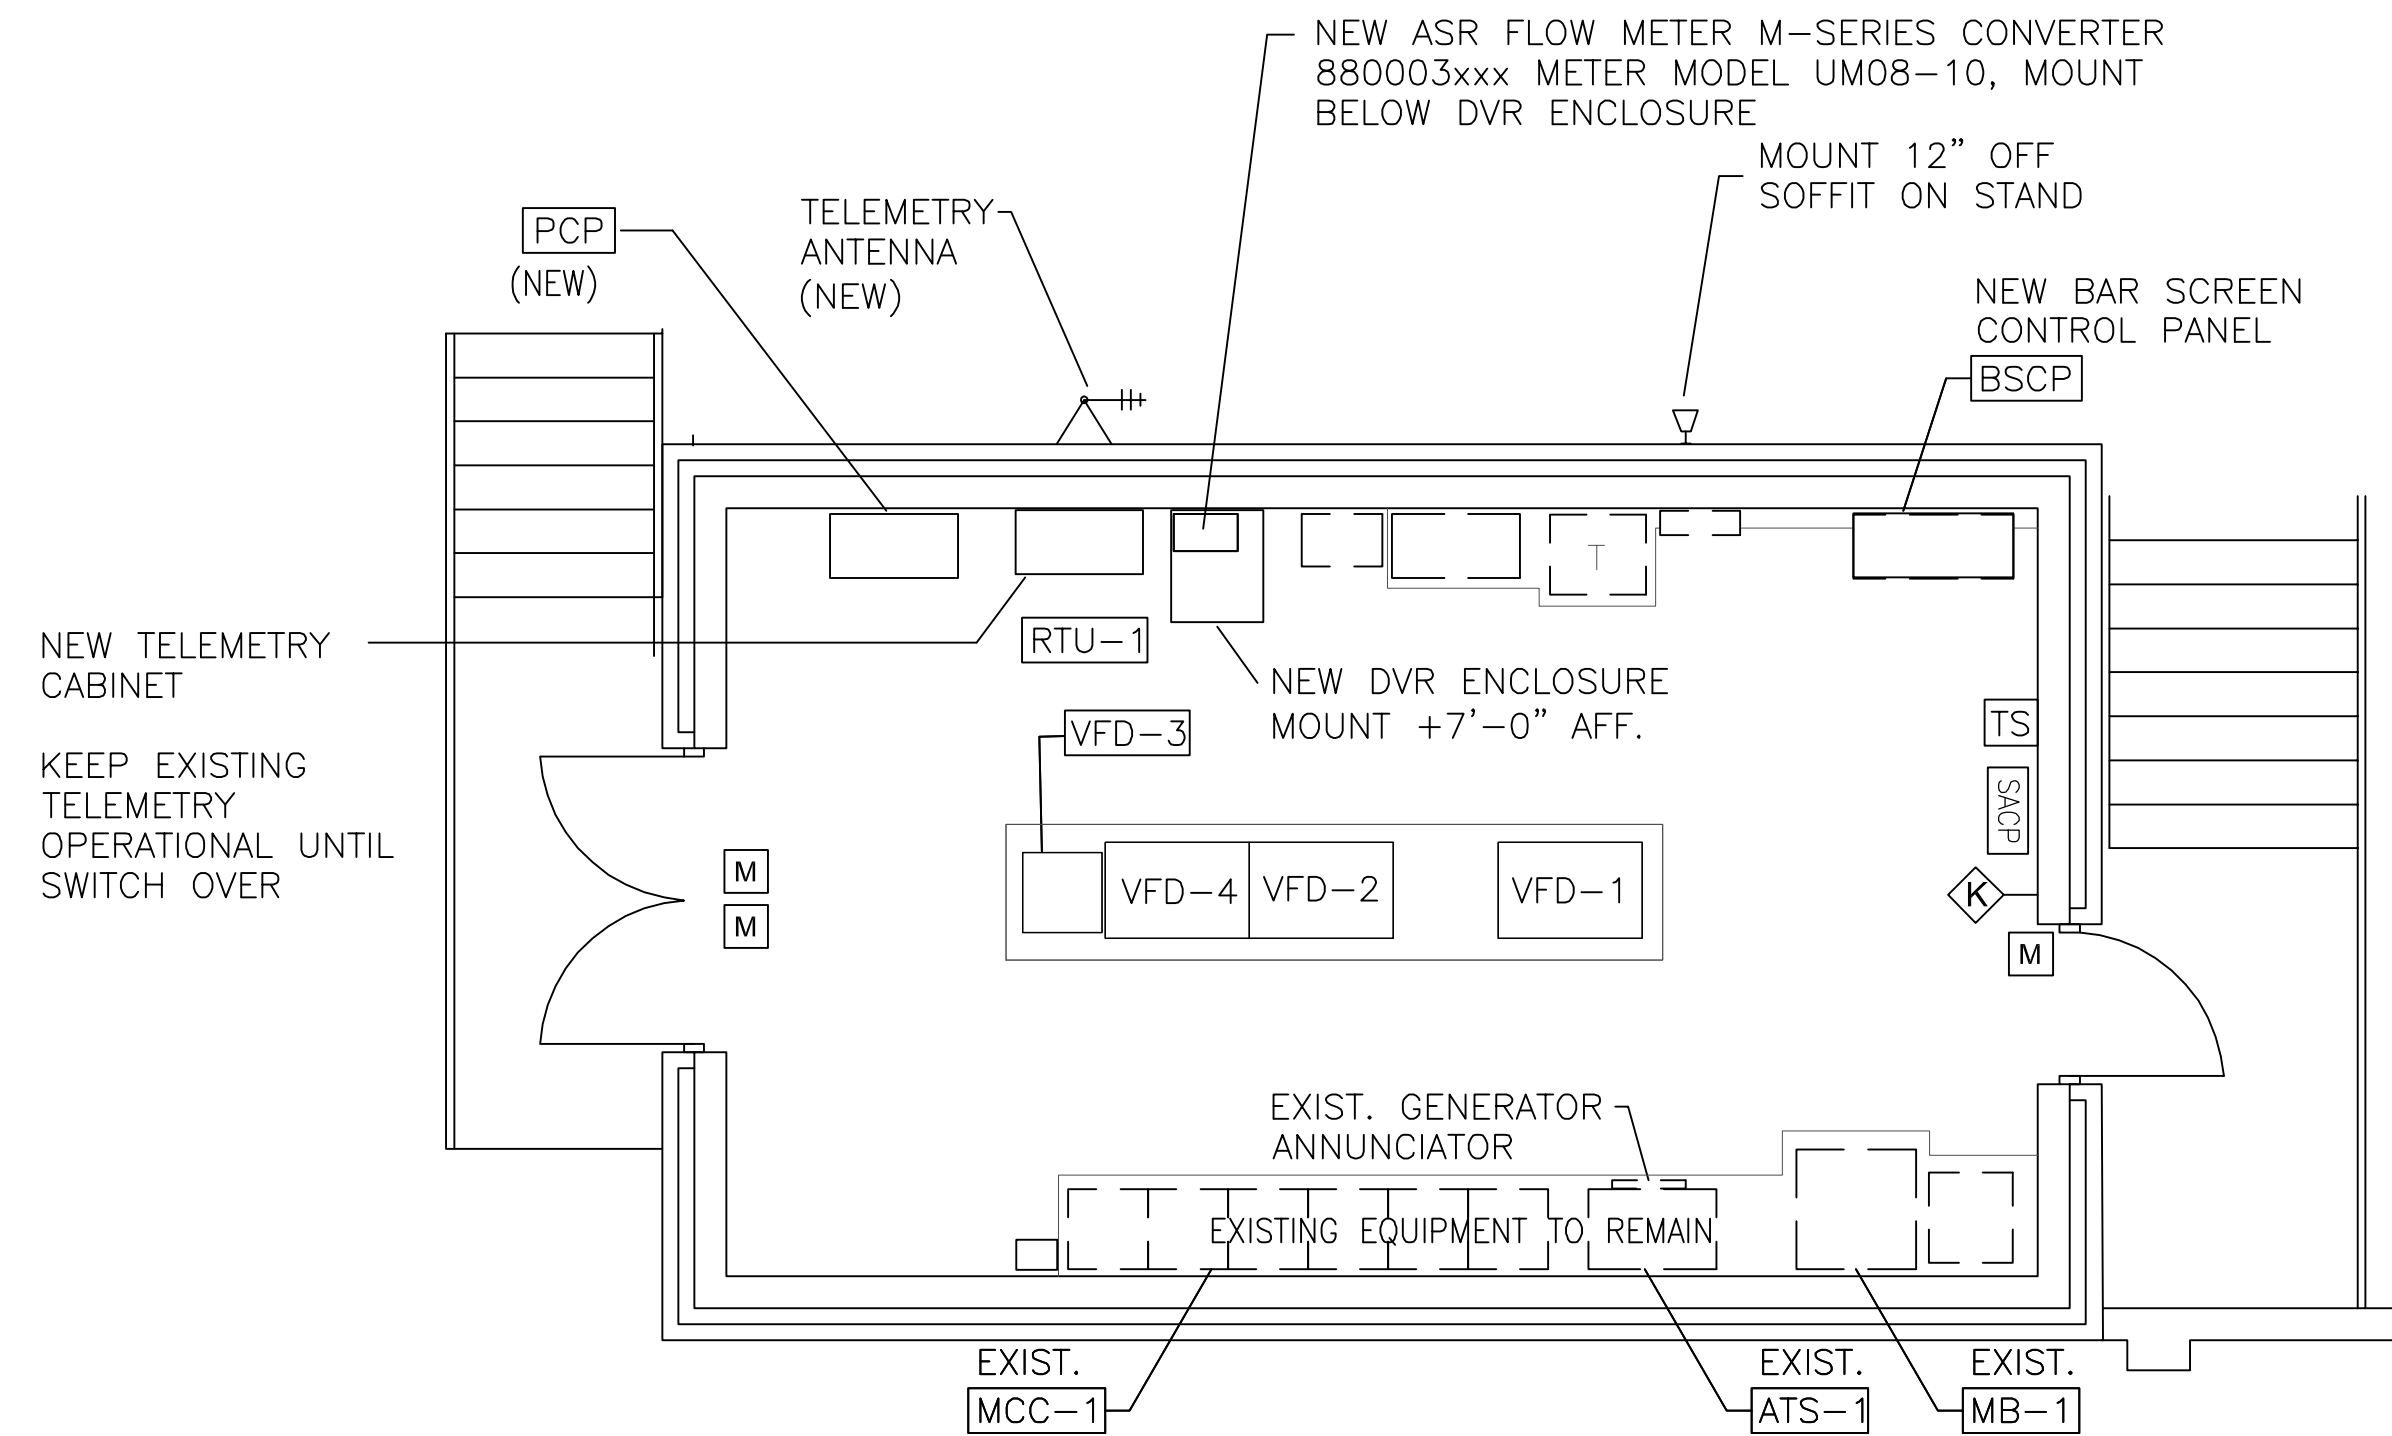 NEW ASR FLOW METER M-SERIES CONVERTER
880003xxx METER MODEL UM08-10, MOUNT
BELOW DVR ENCLOSURE
MOUNT 12" OFF
SOFFIT ON STAND
PCP
(NEW)
TELEMETRY
ANTENNA
(NEW)
NEW BAR SCREEN
CONTROL PANEL
BSCP
T
NEW TELEMETRY
CABINET
RTU-1
NEW DVR ENCLOSURE
MOUNT +7'-0" AFF.
VFD-3
TS
SACP
KEEP EXISTING
TELEMETRY
OPERATIONAL UNTIL
SWITCH OVER
M
M
VFD-4
VFD-2
VFD-1
K
M
EXIST. GENERATOR
ANNUNCIATOR
EXISTING EQUIPMENT TO REMAIN
EXIST.
MCC-1
EXIST.
ATS-1
EXIST.
MB-1